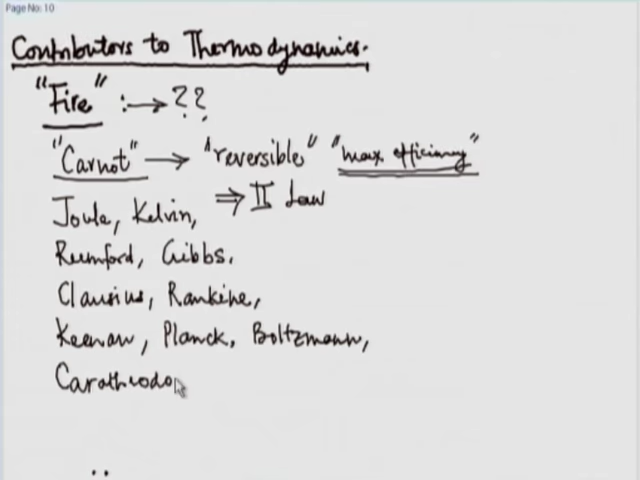 Page No: 10
Contributors to Thermodynamics.
"Fire" :→ ??
"Carnot" → "reversible" "max efficiency"
Joule, Kelvin, ⇒ II Law
Rumford, Gibbs.
Clausius, Rankine,
Keenan, Planck, Boltzmann,
Caratheodo